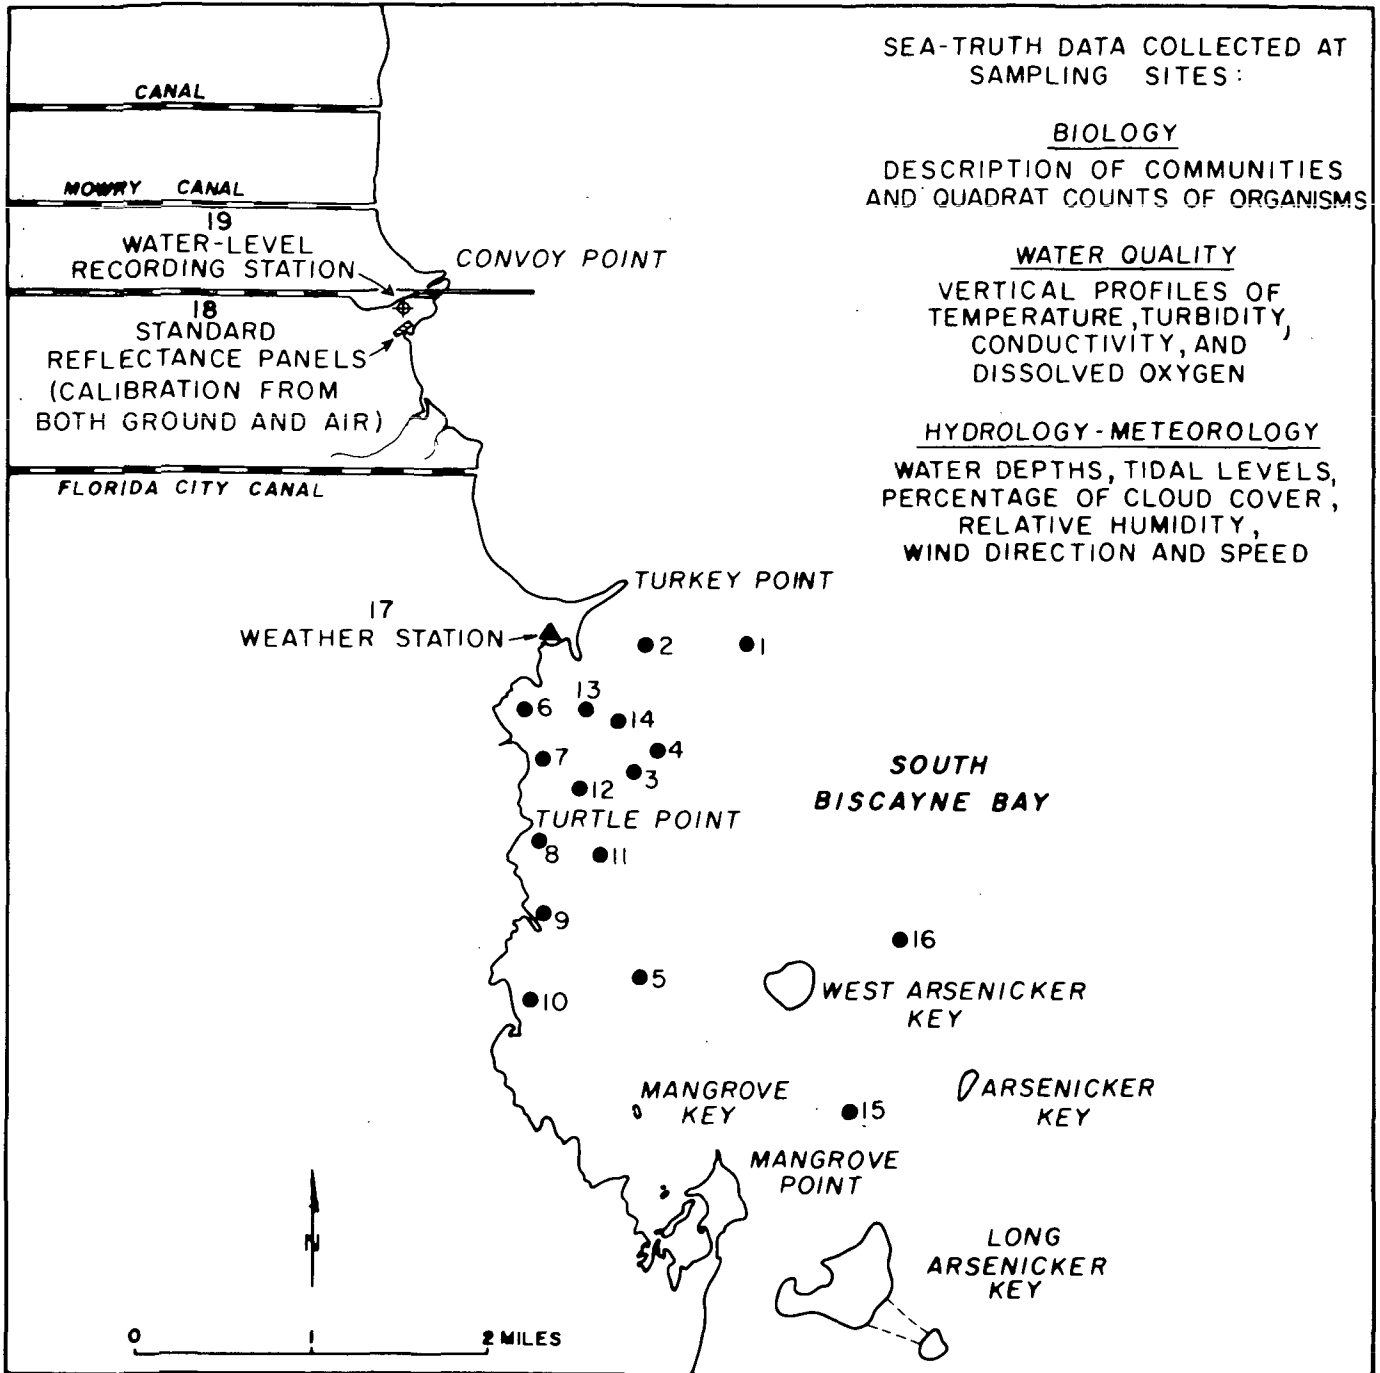 SEA-TRUTH DATA COLLECTED AT
SAMPLING SITES:
BIOLOGY
DESCRIPTION OF COMMUNITIES
AND QUADRAT COUNTS OF ORGANISMS
WATER QUALITY
VERTICAL PROFILES OF
TEMPERATURE, TURBIDITY,
CONDUCTIVITY, AND
DISSOLVED OXYGEN
HYDROLOGY-METEOROLOGY
WATER DEPTHS, TIDAL LEVELS,
PERCENTAGE OF CLOUD COVER,
RELATIVE HUMIDITY,
WIND DIRECTION AND SPEED
CANAL
MOWRY CANAL
19
WATER-LEVEL
RECORDING STATION
CONVOY POINT
18
STANDARD
REFLECTANCE PANELS
(CALIBRATION FROM
BOTH GROUND AND AIR)
FLORIDA CITY CANAL
TURKEY POINT
17
WEATHER STATION
2
1
13
6
14
4
7
3
12
SOUTH
BISCAYNE BAY
TURTLE POINT
8
11
9
16
5
10
WEST ARSENICKER
KEY
MANGROVE
KEY
15
ARSENICKER
KEY
MANGROVE
POINT
LONG
ARSENICKER
KEY
N
0 1 2 MILES